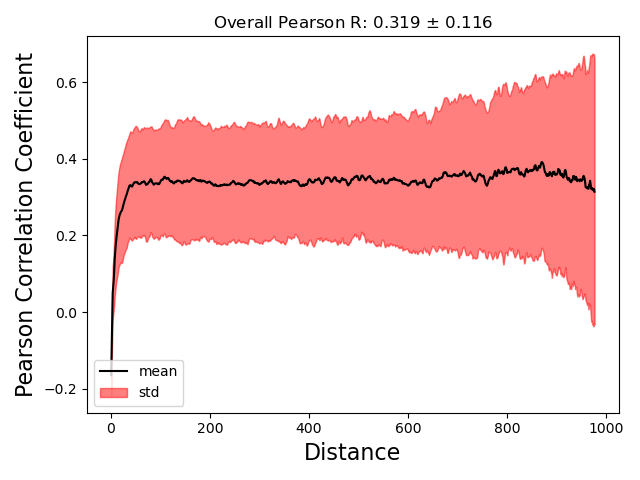 Overall Pearson R: 0.319 ± 0.116
Pearson Correlation Coefficient
0.6
0.4
0.2
0.0
−0.2
mean
std
0
200
400
600
800
1000
Distance